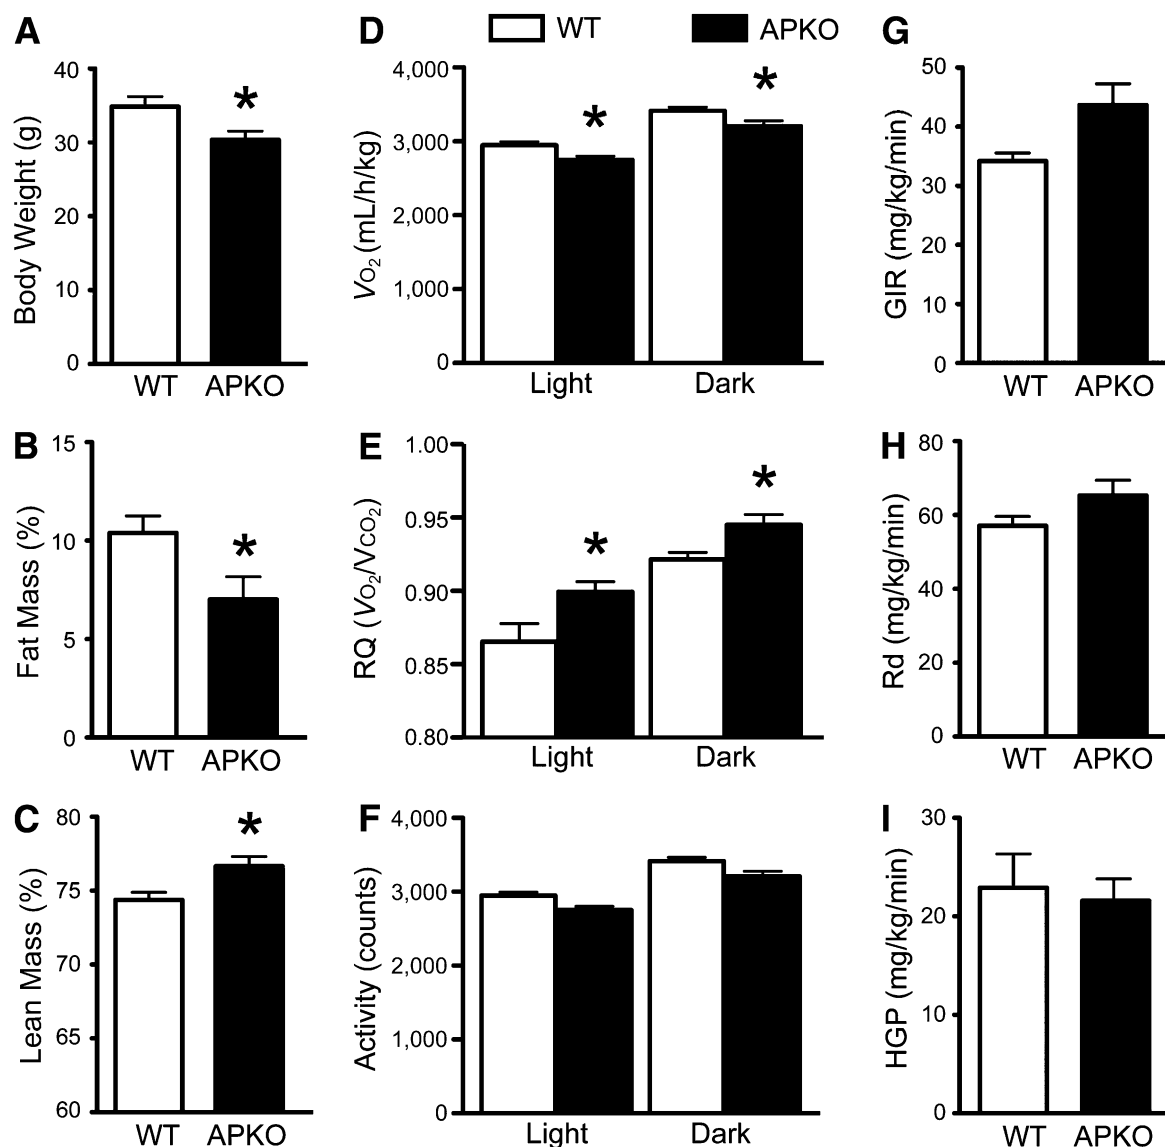 WT APKO
A
Body Weight (g)
40
30
20
10
0
WT APKO
*
B
Fat Mass (%)
15
10
5
0
WT APKO
*
C
Lean Mass (%)
80
75
70
65
60
WT APKO
*
D
VO2 (mL/h/kg)
4,000
3,000
2,000
1,000
0
Light Dark
*
*
E
RQ (VO2/VCO2)
1.00
0.95
0.90
0.85
0.80
Light Dark
*
*
F
Activity (counts)
4,000
3,000
2,000
1,000
0
Light Dark
G
GIR (mg/kg/min)
50
40
30
20
10
0
WT APKO
H
Rd (mg/kg/min)
80
60
40
20
0
WT APKO
I
HGP (mg/kg/min)
30
20
10
0
WT APKO